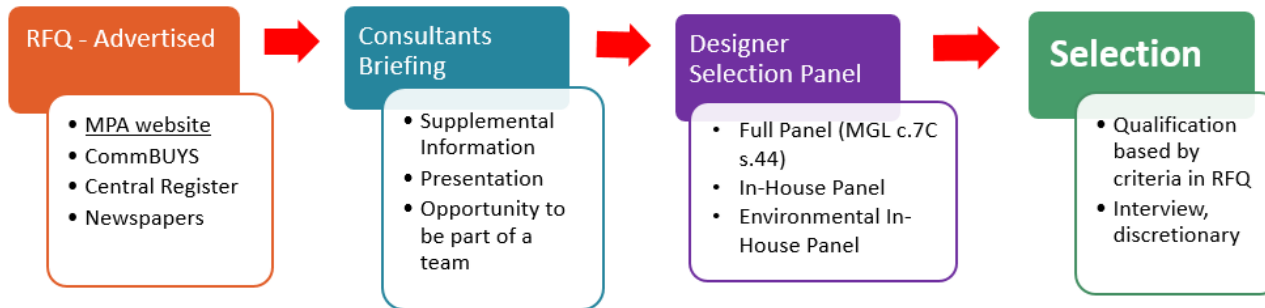 RFQ - Advertised
• MPA website
• CommBUYS
• Central Register
• Newspapers
Consultants
Briefing
• Supplemental
Information
• Presentation
• Opportunity to
be part of a
team
Designer
Selection Panel
• Full Panel (MGL c.7C
s.44)
• In-House Panel
• Environmental In-
House Panel
Selection
• Qualification
based by
criteria in RFQ
• Interview,
discretionary